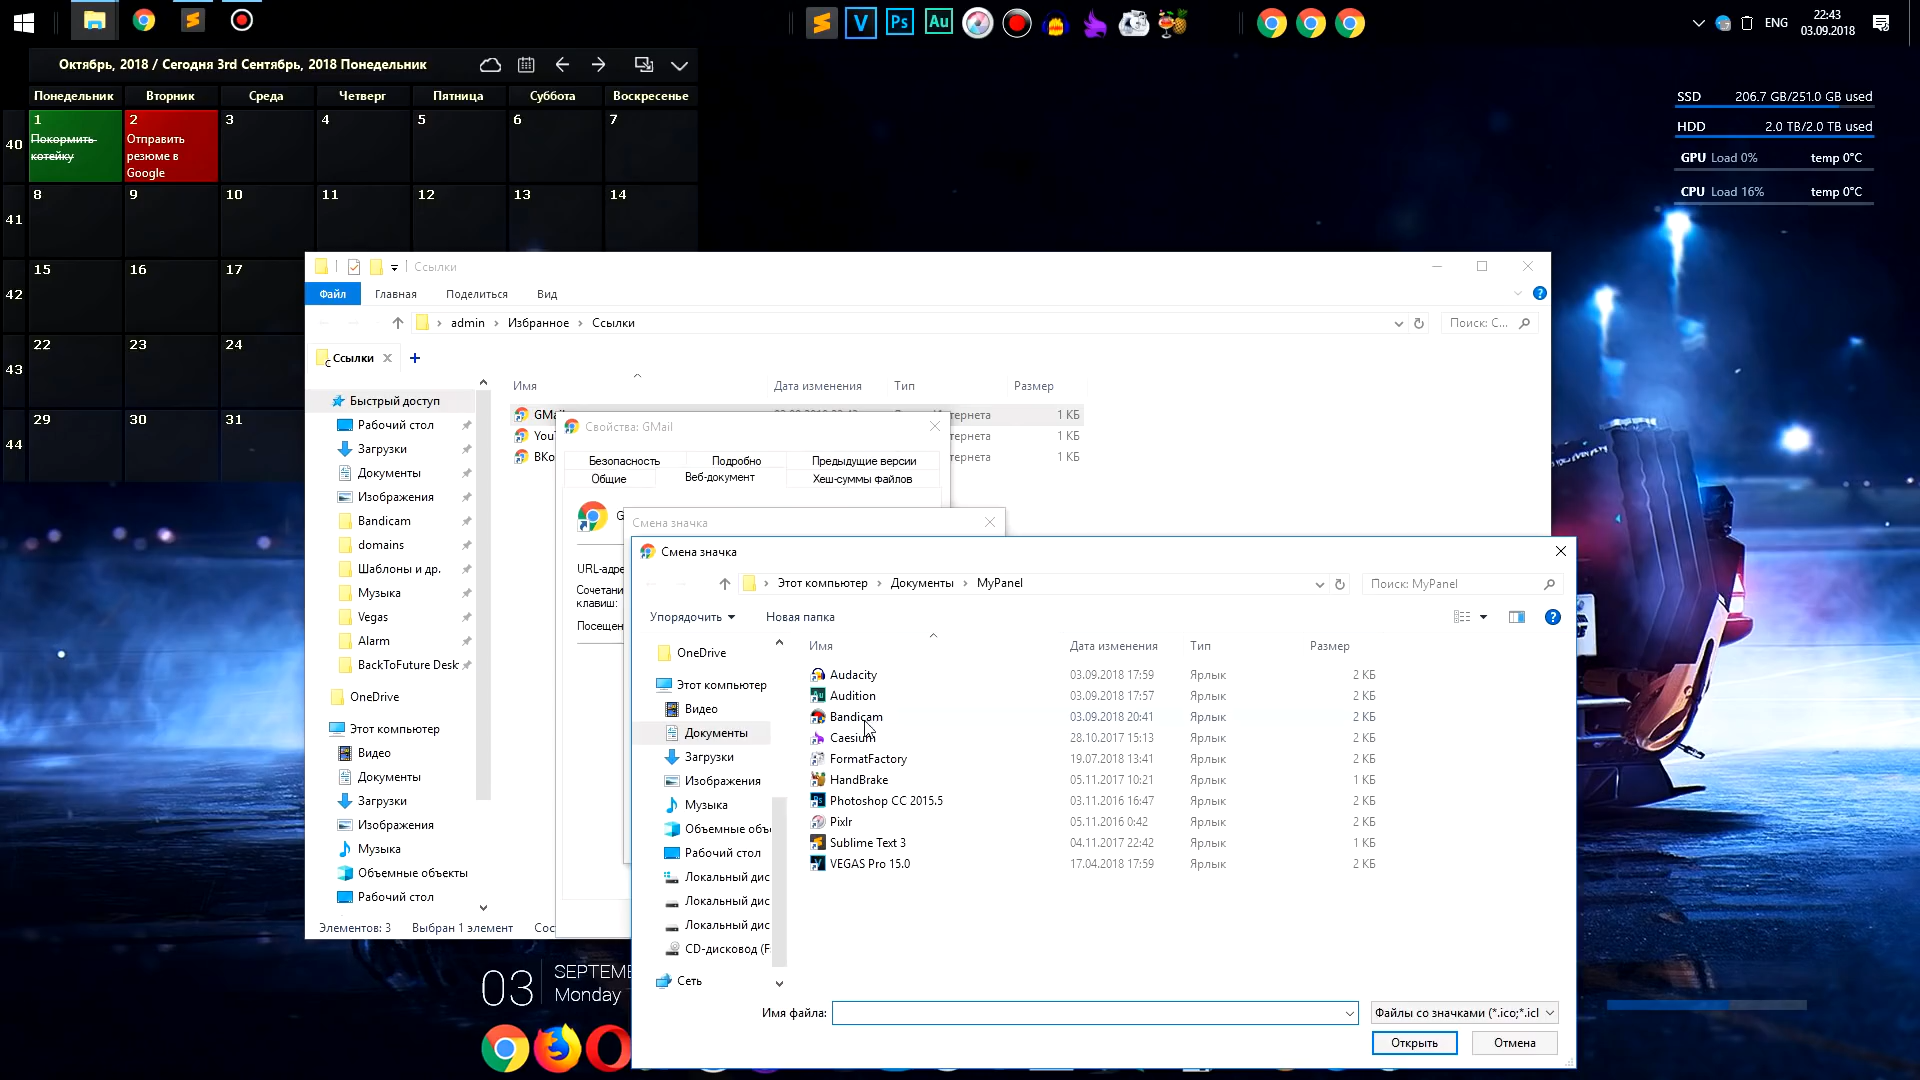 V Ps Au
ENG
22:43
03.09.2018
Октябрь, 2018 / Сегодня 3rd Сентябрь, 2018 Понедельник
Понедельник Вторник Среда Четверг Пятница Суббота Воскресенье
40 1 2 3 4 5 6 7
Покормить котейку
Отправить резюме в Google
41 8 9 10 11 12 13 14
42 15 16 17
43 22 23 24
44 29 30 31
SSD 206.7 GB/251.0 GB used
HDD 2.0 TB/2.0 TB used
GPU Load 0% temp 0°C
CPU Load 16% temp 0°C
Ссылки
Файл Главная Поделиться Вид
admin Избранное Ссылки
Поиск: С...
Ссылки
Имя Дата изменения Тип Размер
1 КБ
1 КБ
1 КБ
Быстрый доступ
Рабочий стол
Загрузки
Документы
Изображения
Bandicam
domains
Шаблоны и др.
Музыка
Vegas
Alarm
BackToFuture Desk
OneDrive
Этот компьютер
Видео
Документы
Загрузки
Изображения
Музыка
Объемные объекты
Рабочий стол
Элементов: 3 Выбран 1 элемент Сос
Свойства: GMail
Безопасность Подробно Предыдущие версии
Общие Веб-документ Хеш-суммы файлов
G
URL-адре
Сочетани
клавиш:
Посещен
Смена значка
Смена значка
Этот компьютер Документы MyPanel
Поиск: MyPanel
Упорядочить Новая папка
OneDrive
Этот компьютер
Видео
Документы
Загрузки
Изображения
Музыка
Объемные объе
Рабочий стол
Локальный дис
Локальный дис
Локальный дис
CD-дисковод (F
Сеть
Имя Дата изменения Тип Размер
Audacity 03.09.2018 17:59 Ярлык 2 КБ
Audition 03.09.2018 17:57 Ярлык 2 КБ
Bandicam 03.09.2018 20:41 Ярлык 2 КБ
Caesium 28.10.2017 15:13 Ярлык 2 КБ
FormatFactory 19.07.2018 13:41 Ярлык 2 КБ
HandBrake 05.11.2017 10:21 Ярлык 1 КБ
Photoshop CC 2015.5 03.11.2016 16:47 Ярлык 2 КБ
Pixlr 05.11.2016 0:42 Ярлык 2 КБ
Sublime Text 3 04.11.2017 22:42 Ярлык 1 КБ
VEGAS Pro 15.0 17.04.2018 17:59 Ярлык 2 КБ
Имя файла:
Файлы со значками (*.ico;*.icl
Открыть Отмена
03 SEPTEMB
Monday